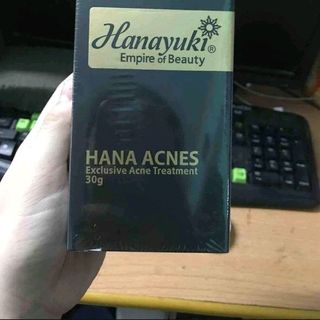 Hanayuki®
Empire of Beauty
HANA ACNES
Exclusive Acne Treatment
30g